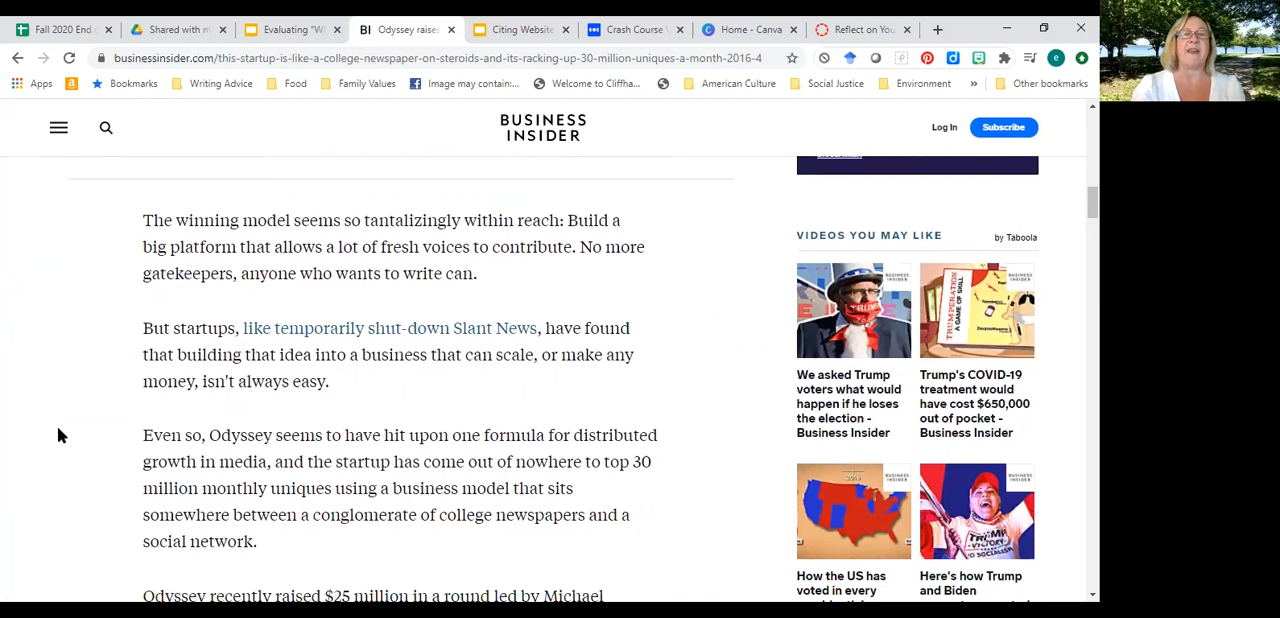 Fall 2020 End
Shared with m
Evaluating "Wi
BI Odyssey raises
Citing Website
Crash Course
Home - Canva
Reflect on You
businessinsider.com/this-startup-is-like-a-college-newspaper-on-steroids-and-its-racking-up-30-million-uniques-a-month-2016-4
Apps
Bookmarks
Writing Advice
Food
Family Values
Image may contain:...
Welcome to Cliffha...
American Culture
Social Justice
Environment
»
Other bookmarks
BUSINESS
INSIDER
Log In
Subscribe
The winning model seems so tantalizingly within reach: Build a
big platform that allows a lot of fresh voices to contribute. No more
gatekeepers, anyone who wants to write can.
But startups, like temporarily shut-down Slant News, have found
that building that idea into a business that can scale, or make any
money, isn't always easy.
Even so, Odyssey seems to have hit upon one formula for distributed
growth in media, and the startup has come out of nowhere to top 30
million monthly uniques using a business model that sits
somewhere between a conglomerate of college newspapers and a
social network.
Odyssey recently raised $25 million in a round led by Michael
VIDEOS YOU MAY LIKE
by Taboola
We asked Trump
voters what would
happen if he loses
the election -
Business Insider
Trump's COVID-19
treatment would
have cost $650,000
out of pocket -
Business Insider
How the US has
voted in every
Here's how Trump
and Biden